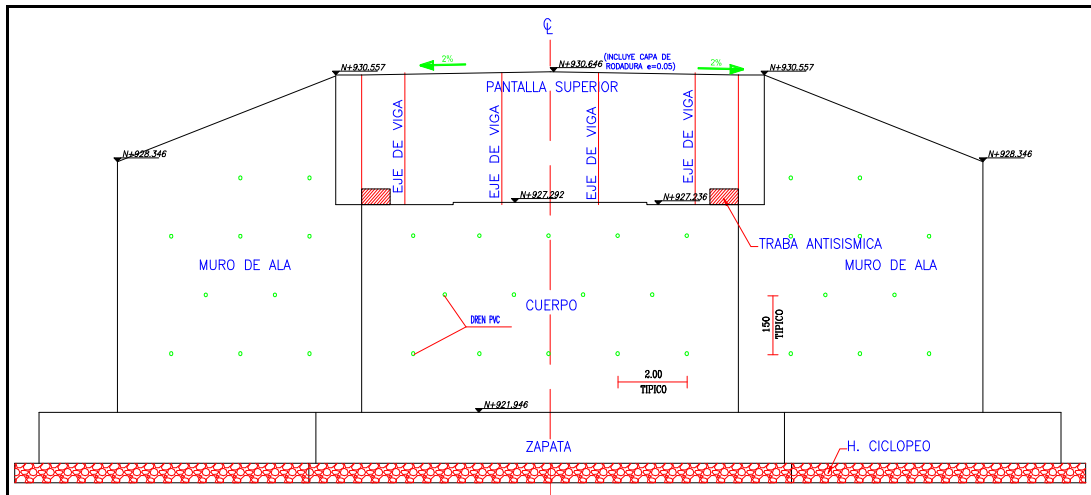 ℄
2%
(INCLUYE CAPA DE
RODADURA e=0.05)
2%
N+930.557
N+930.646
N+930.557
PANTALLA SUPERIOR
EJE DE VIGA
EJE DE VIGA
EJE DE VIGA
EJE DE VIGA
N+928.346
N+928.346
N+927.292
N+927.236
TRABA ANTISISMICA
MURO DE ALA
MURO DE ALA
CUERPO
DREN PVC
150
TIPICO
2.00
TIPICO
N+921.946
ZAPATA
H. CICLOPEO